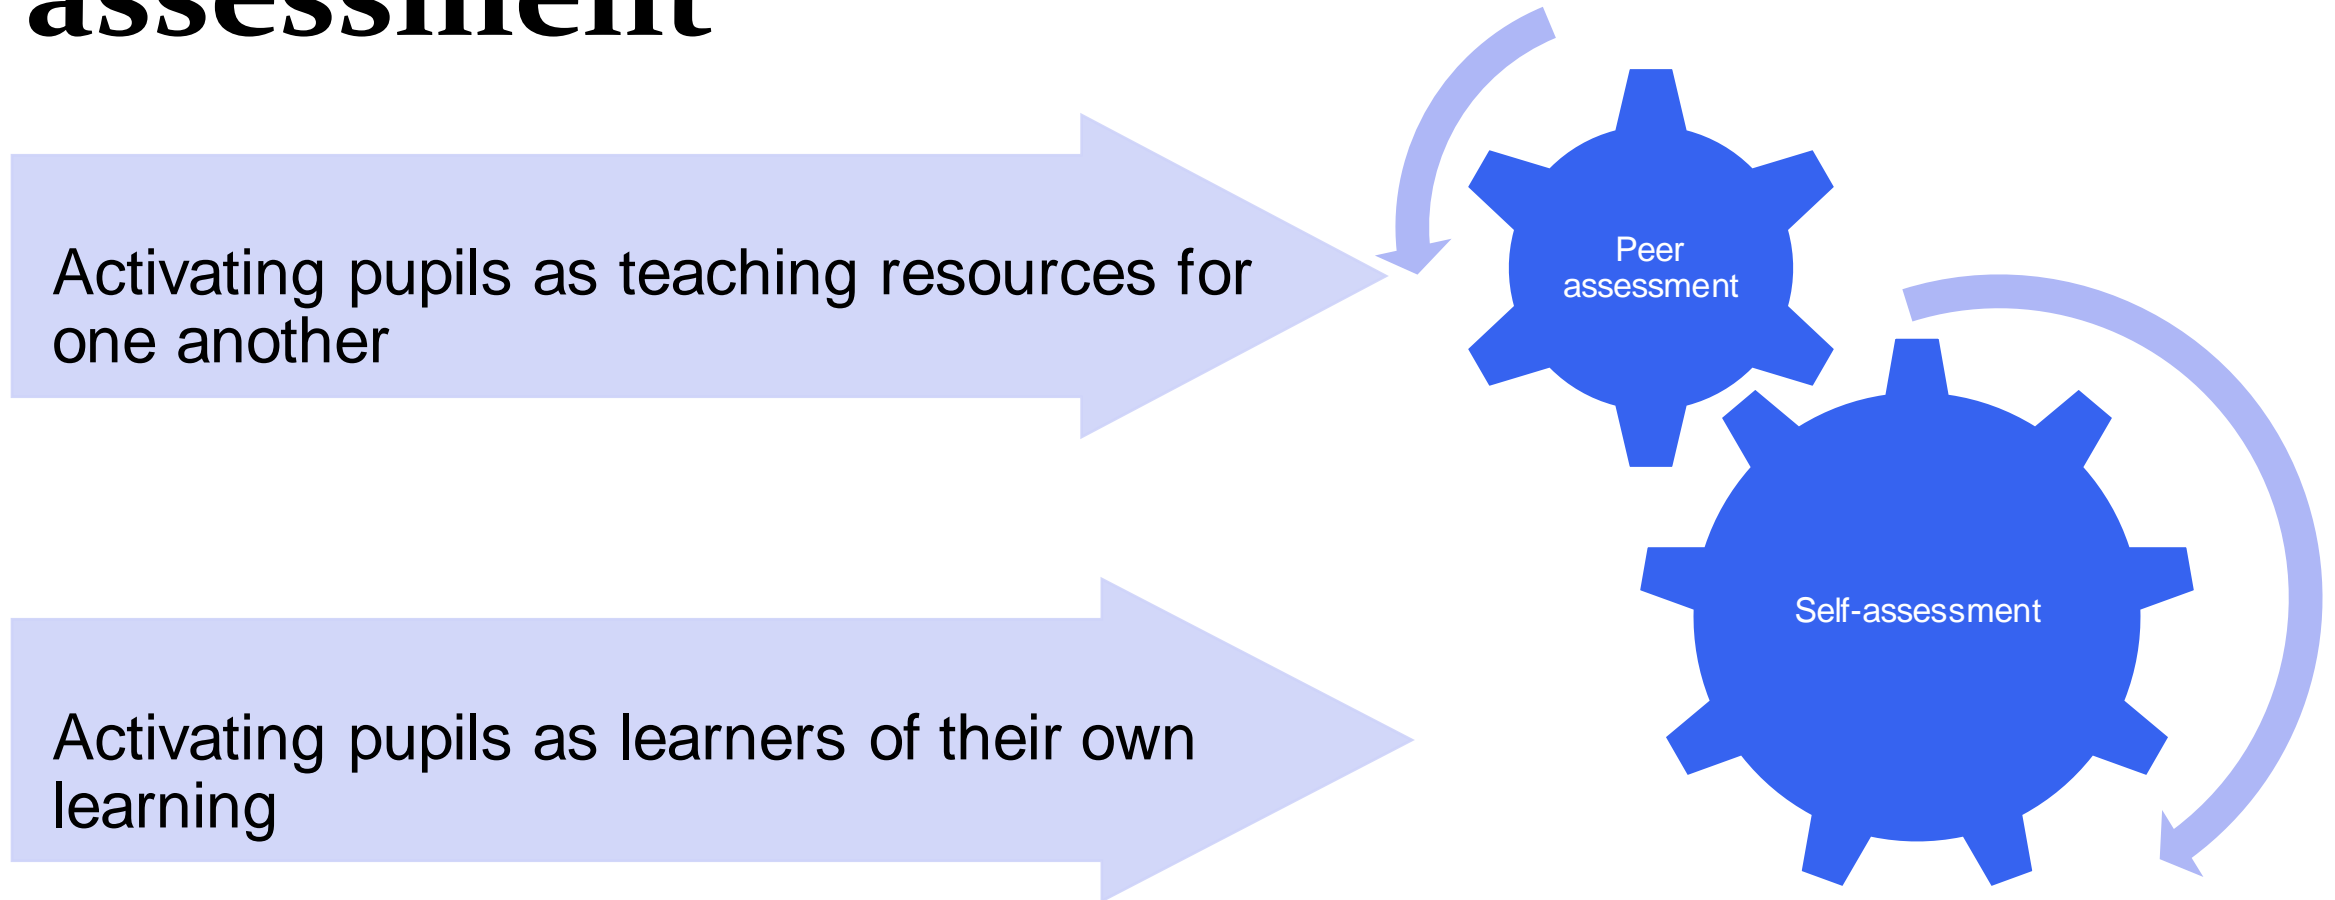 assessment
Activating pupils as teaching resources for
one another
Peer
assessment
Self-assessment
Activating pupils as learners of their own
learning